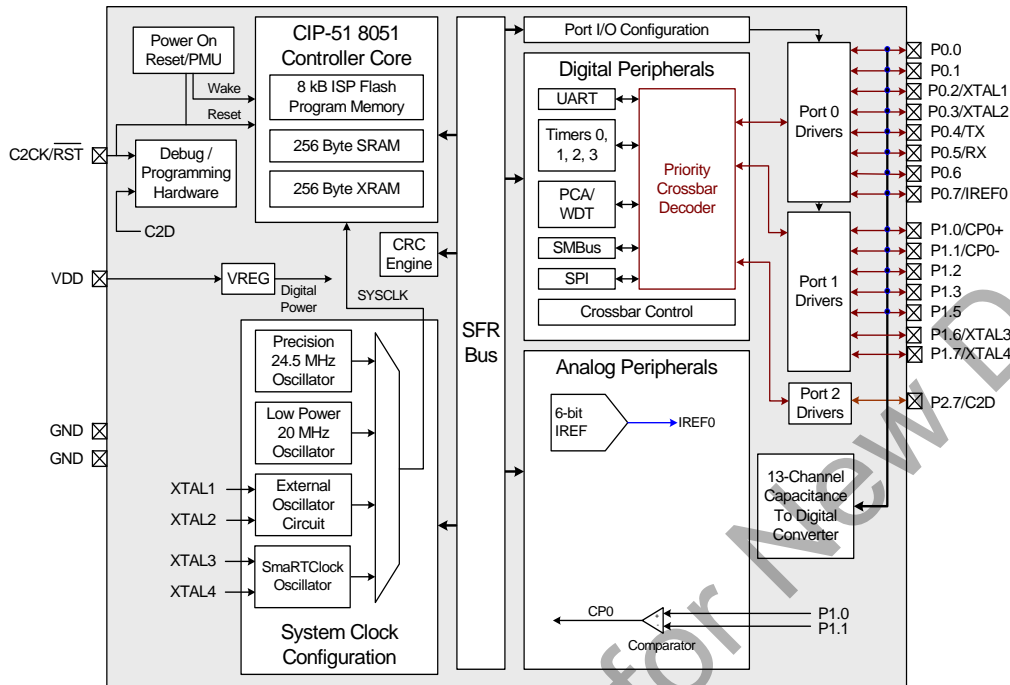 Power On
Reset/PMU
Wake
Reset
C2CK/RST
Debug /
Programming
Hardware
C2D
VDD
VREG
Digital
Power
GND
GND
CIP-51 8051
Controller Core
8 kB ISP Flash
Program Memory
256 Byte SRAM
256 Byte XRAM
CRC
Engine
SYSCLK
Precision
24.5 MHz
Oscillator
Low Power
20 MHz
Oscillator
XTAL1
XTAL2
External
Oscillator
Circuit
XTAL3
XTAL4
SmaRTClock
Oscillator
System Clock
Configuration
SFR
Bus
Port I/O Configuration
Digital Peripherals
UART
Timers 0,
1, 2, 3
PCA/
WDT
SMBus
SPI
Priority
Crossbar
Decoder
Crossbar Control
Analog Peripherals
6-bit
IREF
IREF0
CP0
+
-
Comparator
P1.0
P1.1
Port 0
Drivers
Port 1
Drivers
Port 2
Drivers
13-Channel
Capacitance
To Digital
Converter
P0.0
P0.1
P0.2/XTAL1
P0.3/XTAL2
P0.4/TX
P0.5/RX
P0.6
P0.7/IREF0
P1.0/CP0+
P1.1/CP0-
P1.2
P1.3
P1.5
P1.6/XTAL3
P1.7/XTAL4
P2.7/C2D
for New D